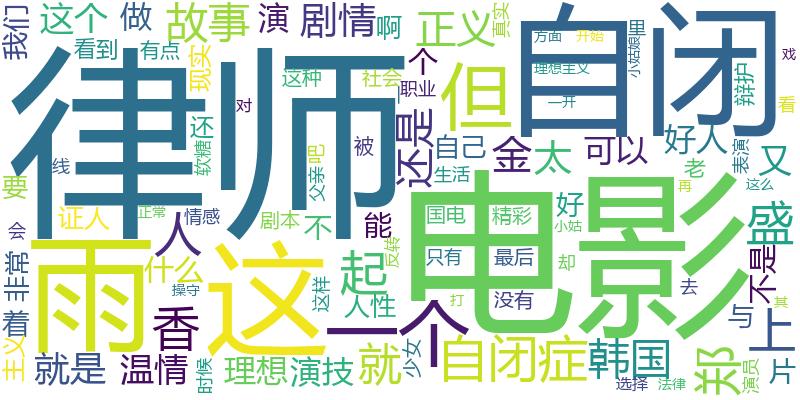 我们 这个 做 故事 演 剧情 啊 正义 真实 方面 开始 小姑娘 里 戏
看到 有点 现实 这种 社会 个 职业 但 理想主义 一开 自闭 辩护 看
律师 对 还 软糖 被 吧 父亲 还是 自己 金 太 可以 好人 表演 老 又
要 线 生活 再 这么
会 证人 正常 情感 剧本 不 能 国电 精彩 好 小姑 盛
雨 人 这 什么 起 反转 电影 只有 最后 却 不是
非常 操守 这样 人性 打 没有 去 与 其
着 香 一个 上
主义 就是 温情 时候 理想 演技 就 少女 自闭症 韩国 选择 法律 郑 演员 片